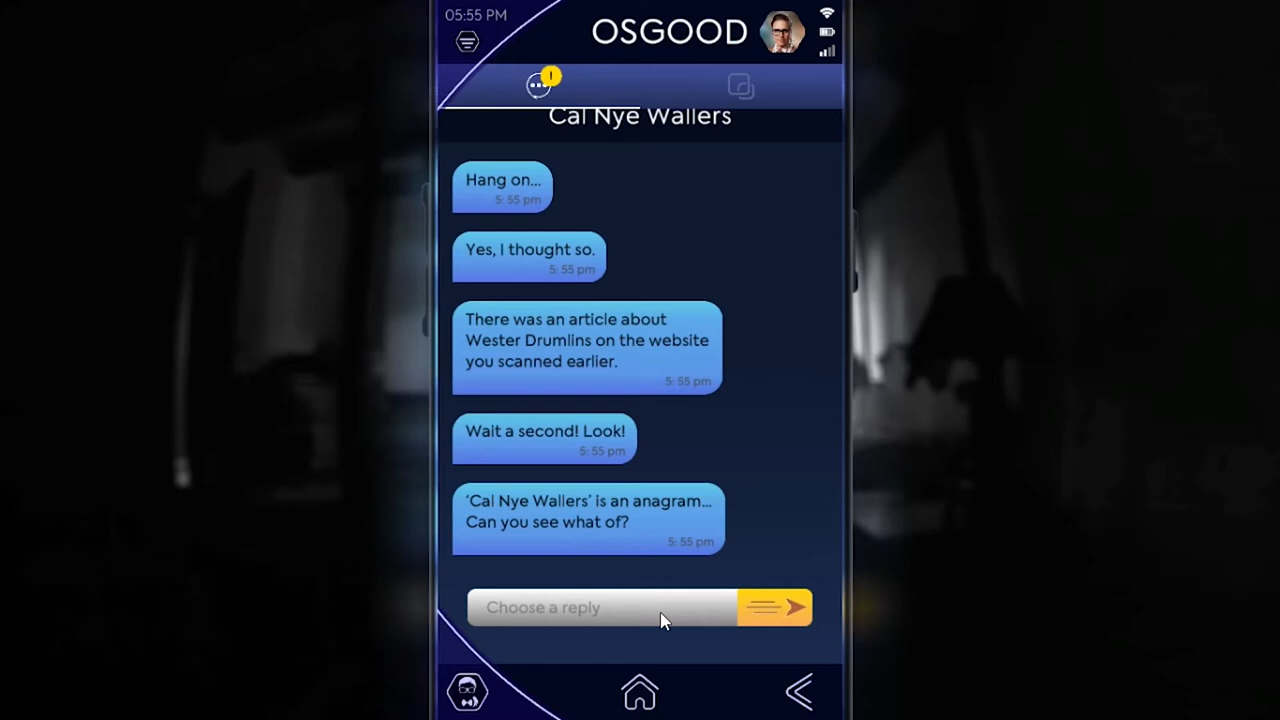 05:55 PM
OSGOOD
!
Cal Nye Wallers
Hang on...
5: 55 pm
Yes, I thought so.
5: 55 pm
There was an article about
Wester Drumlins on the website
you scanned earlier.
5: 55 pm
Wait a second! Look!
5: 55 pm
‘Cal Nye Wallers’ is an anagram...
Can you see what of?
5: 55 pm
Choose a reply